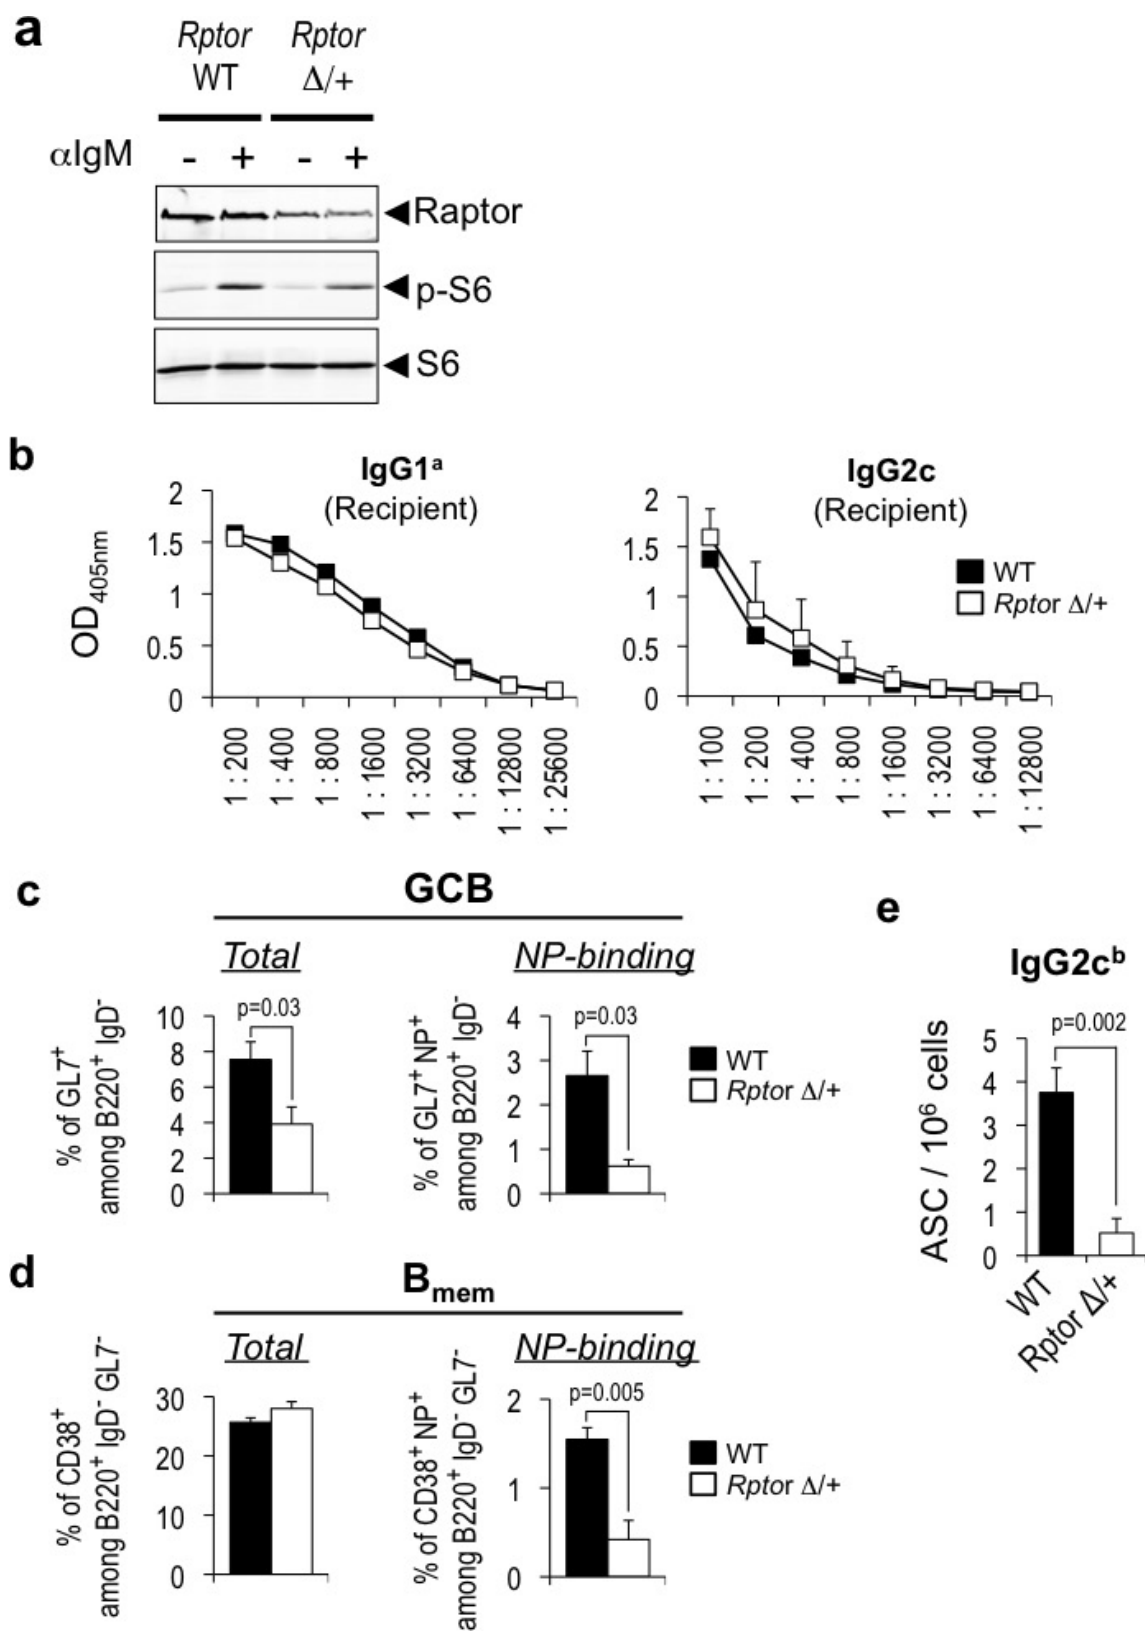 a
Rptor Rptor
WT Δ/+
αIgM - + - +
Raptor
p-S6
S6
b
IgG1ᵃ
(Recipient)
OD₄₀₅nm
2
1.5
1
0.5
0
1 : 200
1 : 400
1 : 800
1 : 1600
1 : 3200
1 : 6400
1 : 12800
1 : 25600
IgG2c
(Recipient)
2
1.5
1
0.5
0
1 : 100
1 : 200
1 : 400
1 : 800
1 : 1600
1 : 3200
1 : 6400
1 : 12800
WT
Rptor Δ/+
c
GCB
Total
% of GL7⁺
among B220⁺ IgD⁻
10
8
6
4
2
0
p=0.03
NP-binding
% of GL7⁺ NP⁺
among B220⁺ IgD⁻
4
3
2
1
0
p=0.03
WT
Rptor Δ/+
d
Bmem
Total
% of CD38⁺
among B220⁺ IgD⁻ GL7⁻
30
20
10
0
NP-binding
% of CD38⁺ NP⁺
among B220⁺ IgD⁻ GL7⁻
2
1
0
p=0.005
WT
Rptor Δ/+
e
IgG2cᵇ
p=0.002
ASC / 10⁶ cells
5
4
3
2
1
0
WT
Rptor Δ/+